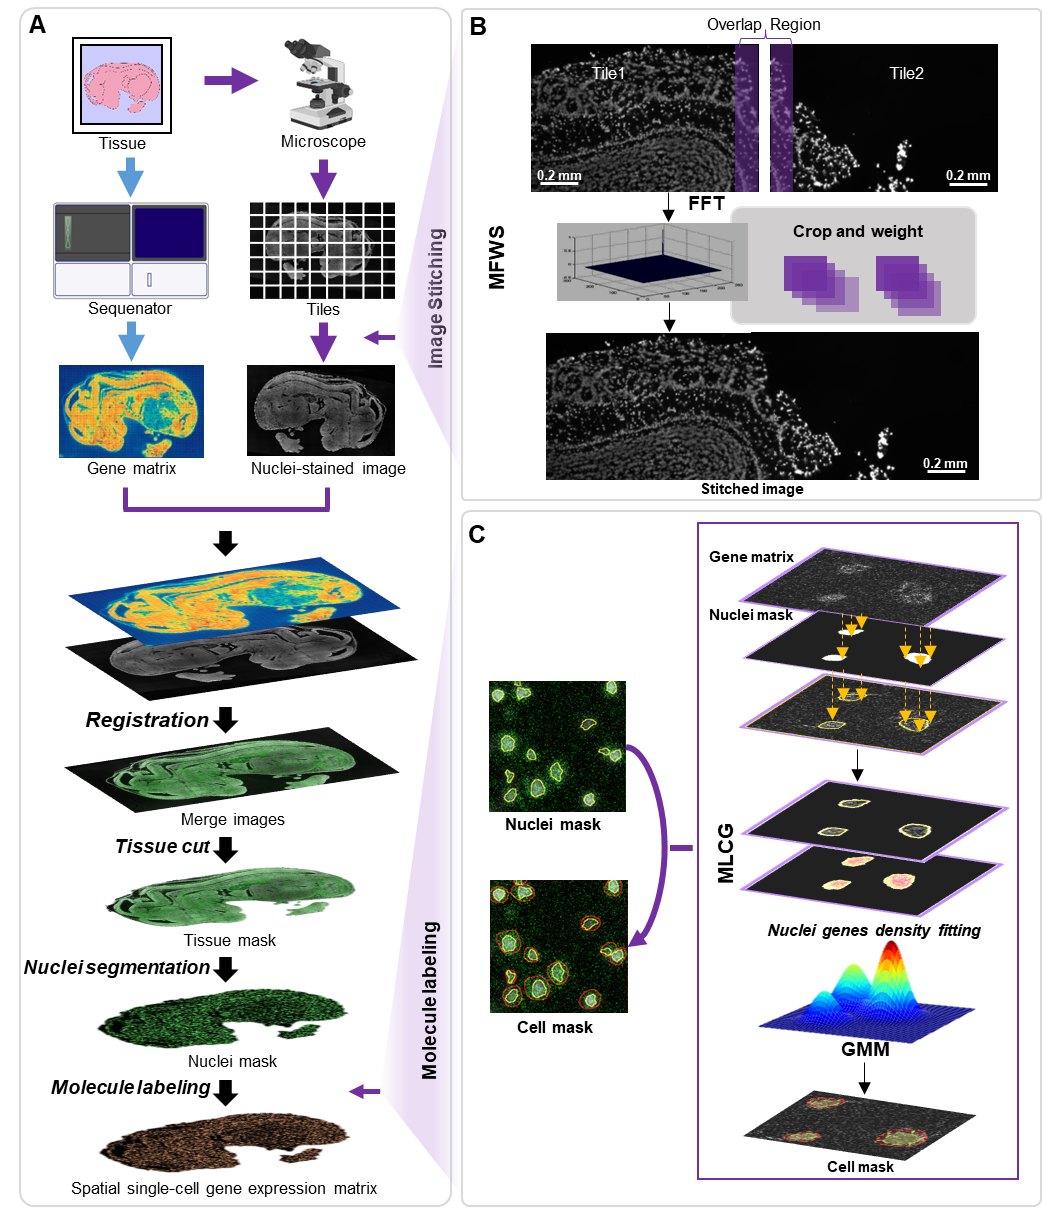 A
Tissue
Microscope
Sequenator
Tiles
Gene matrix
Nuclei-stained image
Image Stitching
Registration
Merge images
Tissue cut
Tissue mask
Nuclei segmentation
Nuclei mask
Molecule labeling
Spatial single-cell gene expression matrix
Molecule labeling
B
Overlap Region
Tile1
Tile2
0.2 mm
0.2 mm
FFT
MFWS
Crop and weight
0.2 mm
Stitched image
C
Nuclei mask
Cell mask
MLCG
Gene matrix
Nuclei mask
Nuclei genes density fitting
GMM
Cell mask